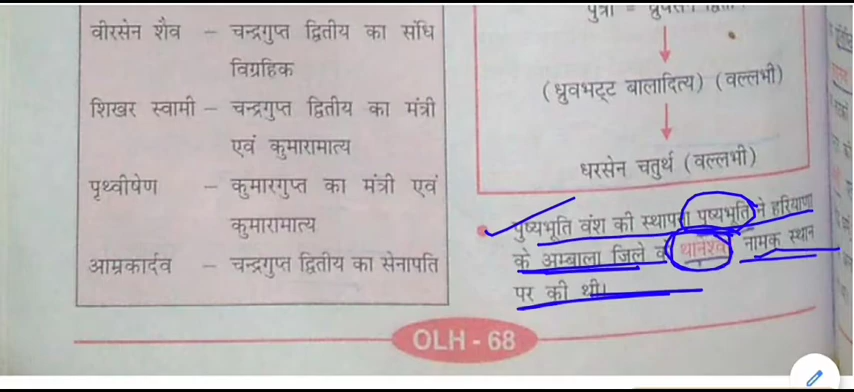 वीरसेन शैव – चन्द्रगुप्त द्वितीय का संधि
विग्रहिक
शिखर स्वामी – चन्द्रगुप्त द्वितीय का मंत्री
एवं कुमारामात्य
पृथ्वीषेण – कुमारगुप्त का मंत्री एवं
कुमारामात्य
आम्रकार्दव – चन्द्रगुप्त द्वितीय का सेनापति
(ध्रुवभट्ट बालादित्य) (वल्लभी)
धरसेन चतुर्थ (वल्लभी)
पुष्यभूति वंश की स्थापना पुष्यभूति ने हरियाणा
के अम्बाला जिले के नामक स्थान
पर की थी।
OLH - 68